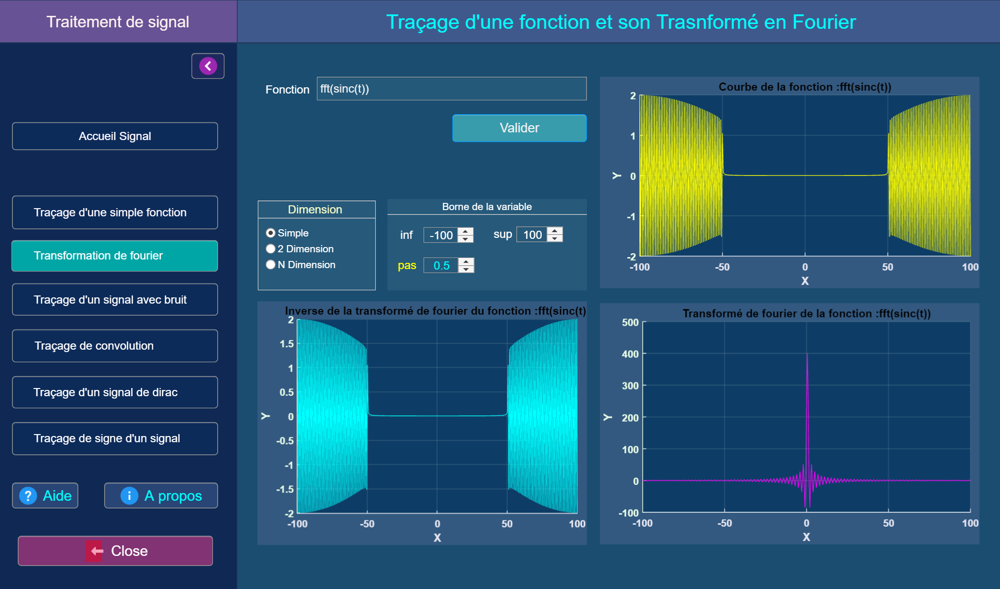 Traitement de signal
Traçage d'une fonction et son Trasnformé en Fourier
Accueil Signal
Traçage d'une simple fonction
Transformation de fourier
Traçage d'un signal avec bruit
Traçage de convolution
Traçage d'un signal de dirac
Traçage de signe d'un signal
? Aide
i A propos
Close
Fonction fft(sinc(t))
Valider
Dimension
Simple
2 Dimension
N Dimension
Borne de la variable
inf -100 sup 100
pas 0.5
Courbe de la fonction :fft(sinc(t))
2
1
0
-1
-2
Y
-100 -50 0 50 100
X
Inverse de la transformé de fourier du fonction :fft(sinc(t)
2
1.5
1
0.5
0
-0.5
-1
-1.5
-2
Y
-100 -50 0 50 100
X
Transformé de fourier de la fonction :fft(sinc(t))
500
400
300
200
100
0
-100
Y
-100 -50 0 50 100
X